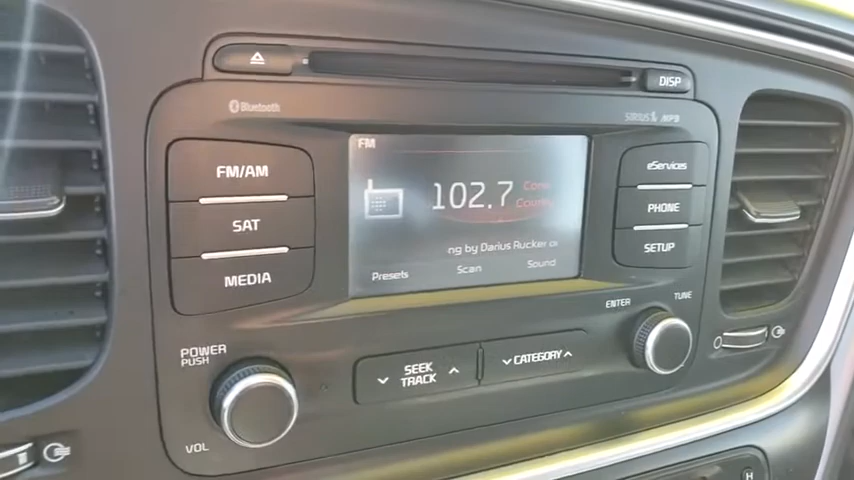 DISP
Bluetooth
SIRIUS MP3
FM
FM/AM
SAT
MEDIA
102.7
Country
ng by Darius Rucker
Presets Scan Sound
eServices
PHONE
SETUP
ENTER TUNE
POWER
PUSH
SEEK
TRACK
CATEGORY
VOL
H